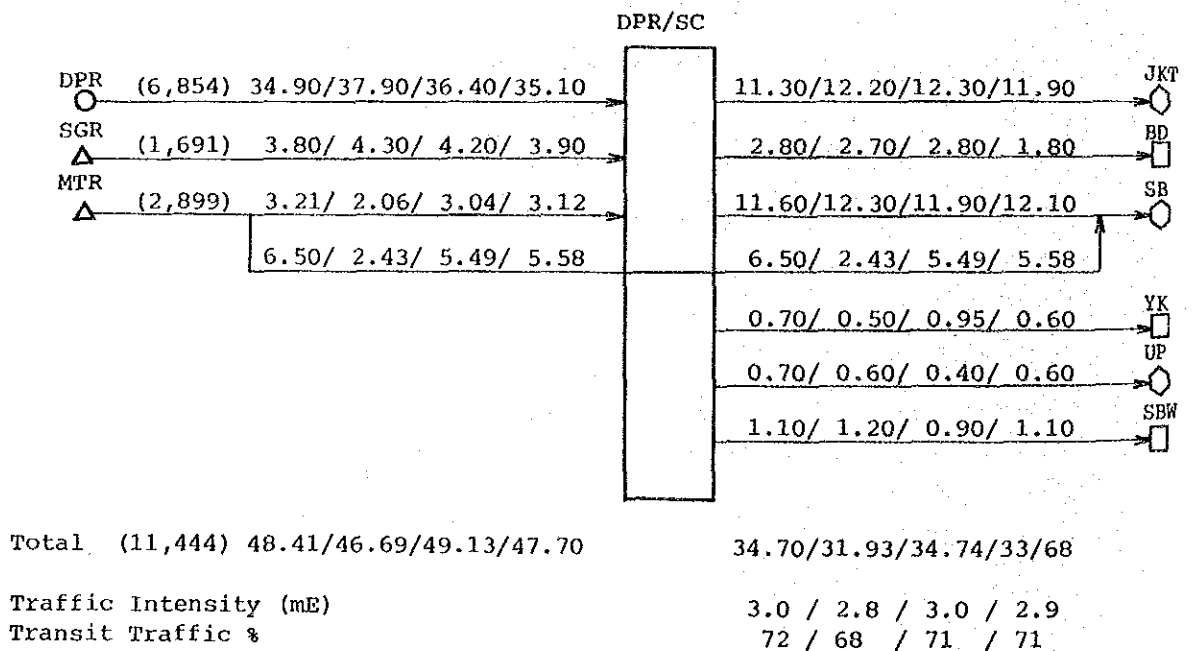 DPR/SC
DPR (6,854) 34.90/37.90/36.40/35.10 11.30/12.20/12.30/11.90 JKT
SGR (1,691) 3.80/ 4.30/ 4.20/ 3.90 2.80/ 2.70/ 2.80/ 1.80 BD
MTR (2,899) 3.21/ 2.06/ 3.04/ 3.12 11.60/12.30/11.90/12.10 SB
6.50/ 2.43/ 5.49/ 5.58 6.50/ 2.43/ 5.49/ 5.58
0.70/ 0.50/ 0.95/ 0.60 YK
0.70/ 0.60/ 0.40/ 0.60 UP
1.10/ 1.20/ 0.90/ 1.10 SBW
Total (11,444) 48.41/46.69/49.13/47.70 34.70/31.93/34.74/33/68
Traffic Intensity (mE) 3.0 / 2.8 / 3.0 / 2.9
Transit Traffic % 72 / 68 / 71 / 71